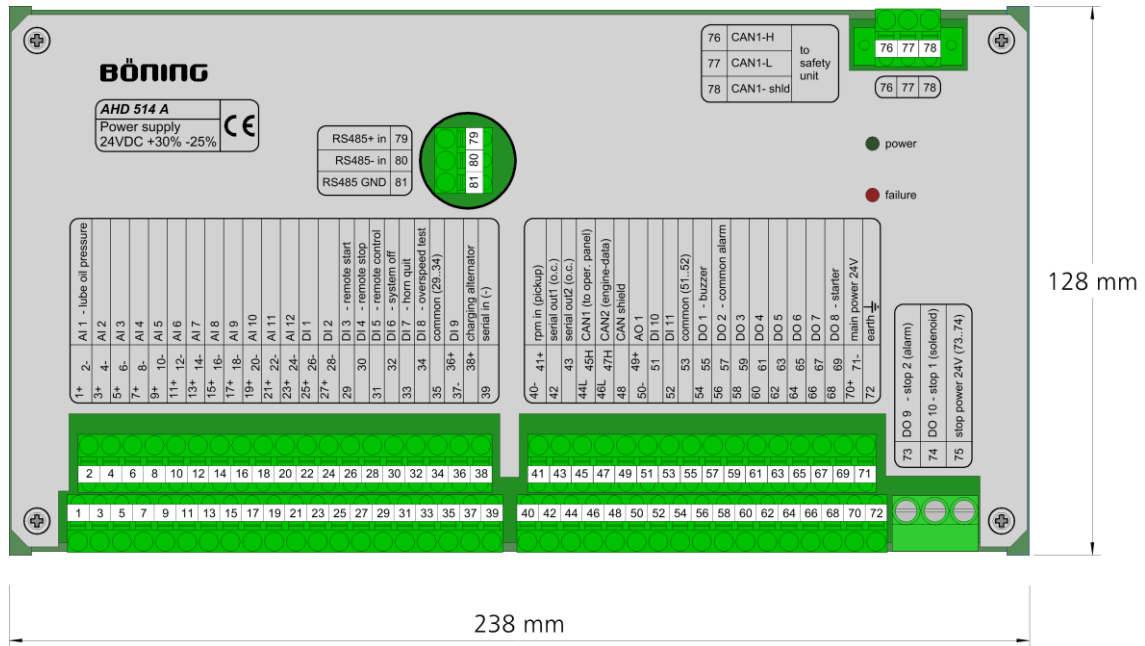 BÖNING
AHD 514 A
Power supply
24VDC +30% -25%
CE
76 CAN1-H
77 CAN1-L
78 CAN1- shld
to
safety
unit
76 77 78
76 77 78
power
failure
RS485+ in 79
RS485- in 80
RS485 GND 81
79
80
81
1+ 2- AI 1 - lube oil pressure
3+ 4- AI 2
5+ 6- AI 3
7+ 8- AI 4
9+ 10- AI 5
11+ 12- AI 6
13+ 14- AI 7
15+ 16- AI 8
17+ 18- AI 9
19+ 20- AI 10
21+ 22- AI 11
23+ 24- AI 12
25+ 26- DI 1
27+ 28- DI 2
29 DI 3 - remote start
30 DI 4 - remote stop
31 DI 5 - remote control
32 DI 6 - system off
33 DI 7 - horn quit
34 DI 8 - overspeed test
35 common (29..34)
37- 36+ DI 9
38+ charging alternator
39 serial in (-)
40- 41+ rpm in (pickup)
42 serial out1 (o.c.)
43 serial out2 (o.c.)
44L 45H CAN1 (to oper. panel)
46L 47H CAN2 (engine-data)
48 CAN shield
50- 49+ AO 1
51 DI 10
52 DI 11
53 common (51..52)
54 55 DO 1 - buzzer
56 57 DO 2 - common alarm
58 59 DO 3
60 61 DO 4
62 63 DO 5
64 65 DO 6
66 67 DO 7
68 69 DO 8 - starter
70+ 71- main power 24V
72 earth
73 DO 9 - stop 2 (alarm)
74 DO 10 - stop 1 (solenoid)
75 stop power 24V (73..74)
2 4 6 8 10 12 14 16 18 20 22 24 26 28 30 32 34 36 38
41 43 45 47 49 51 53 55 57 59 61 63 65 67 69 71
1 3 5 7 9 11 13 15 17 19 21 23 25 27 29 31 33 35 37 39
40 42 44 46 48 50 52 54 56 58 60 62 64 66 68 70 72
128 mm
238 mm